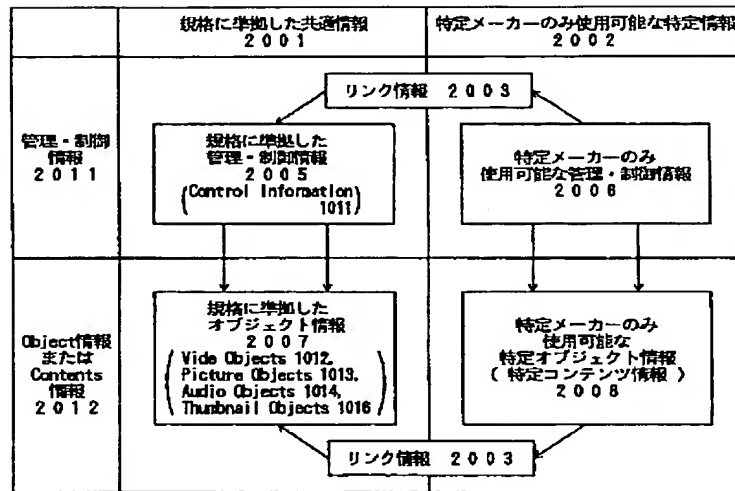 規格に準拠した共通情報
2001
特定メーカーのみ使用可能な特定情報
2002
リンク情報 2003
管理・制御
情報
2011
規格に準拠した
管理・制御情報
2005
(Control Information
1011)
特定メーカーのみ
使用可能な管理・制御情報
2006
Object情報
または
Contents
情報
2012
規格に準拠した
オブジェクト情報
2007
(Vide Objects 1012,
Picture Objects 1013,
Audio Objects 1014,
Thumbnail Objects 1016)
特定メーカーのみ
使用可能な
特定オブジェクト情報
(特定コンテンツ情報)
2008
リンク情報 2003